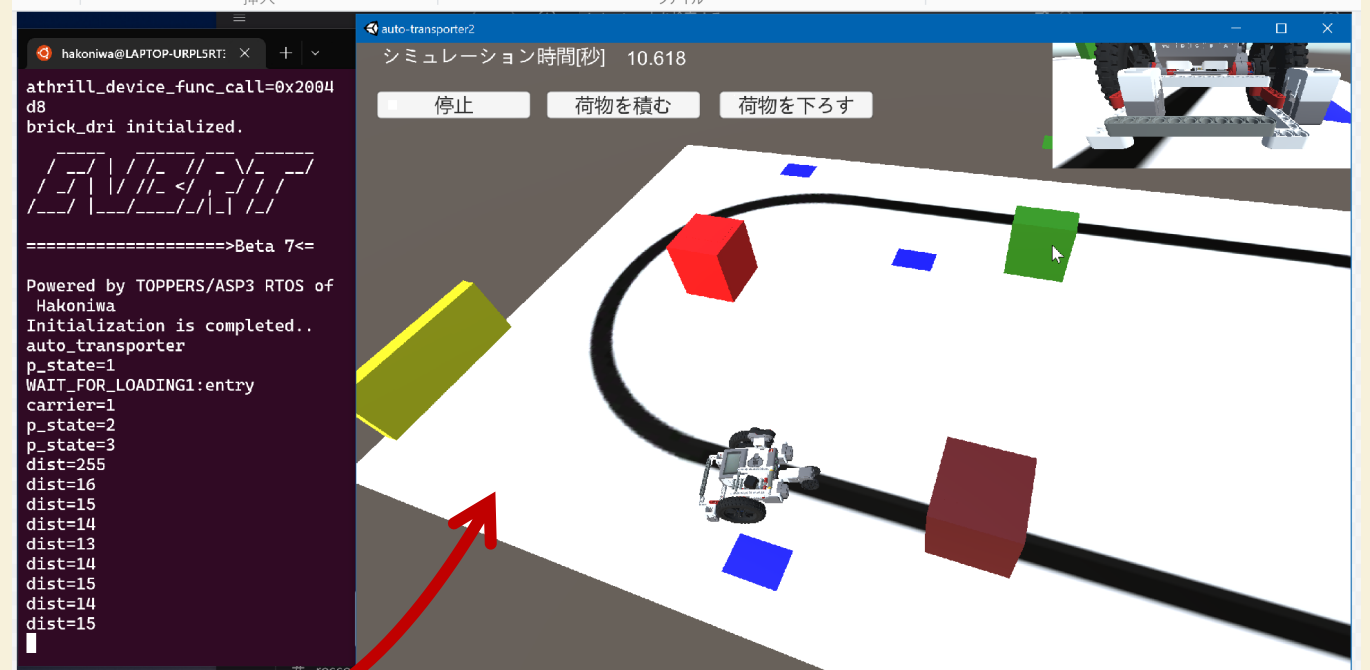 hakoniwa@LAPTOP-URPL5RT:
athrill_device_func_call=0x2004
d8
brick_dri initialized.
EV3RT
====================>Beta 7<=
Powered by TOPPERS/ASP3 RTOS of
Hakoniwa
Initialization is completed..
auto_transporter
p_state=1
WAIT_FOR_LOADING1:entry
carrier=1
p_state=2
p_state=3
dist=255
dist=16
dist=15
dist=14
dist=13
dist=14
dist=15
dist=14
dist=15
auto-transporter2
シミュレーション時間[秒] 10.618
停止 荷物を積む 荷物を下ろす